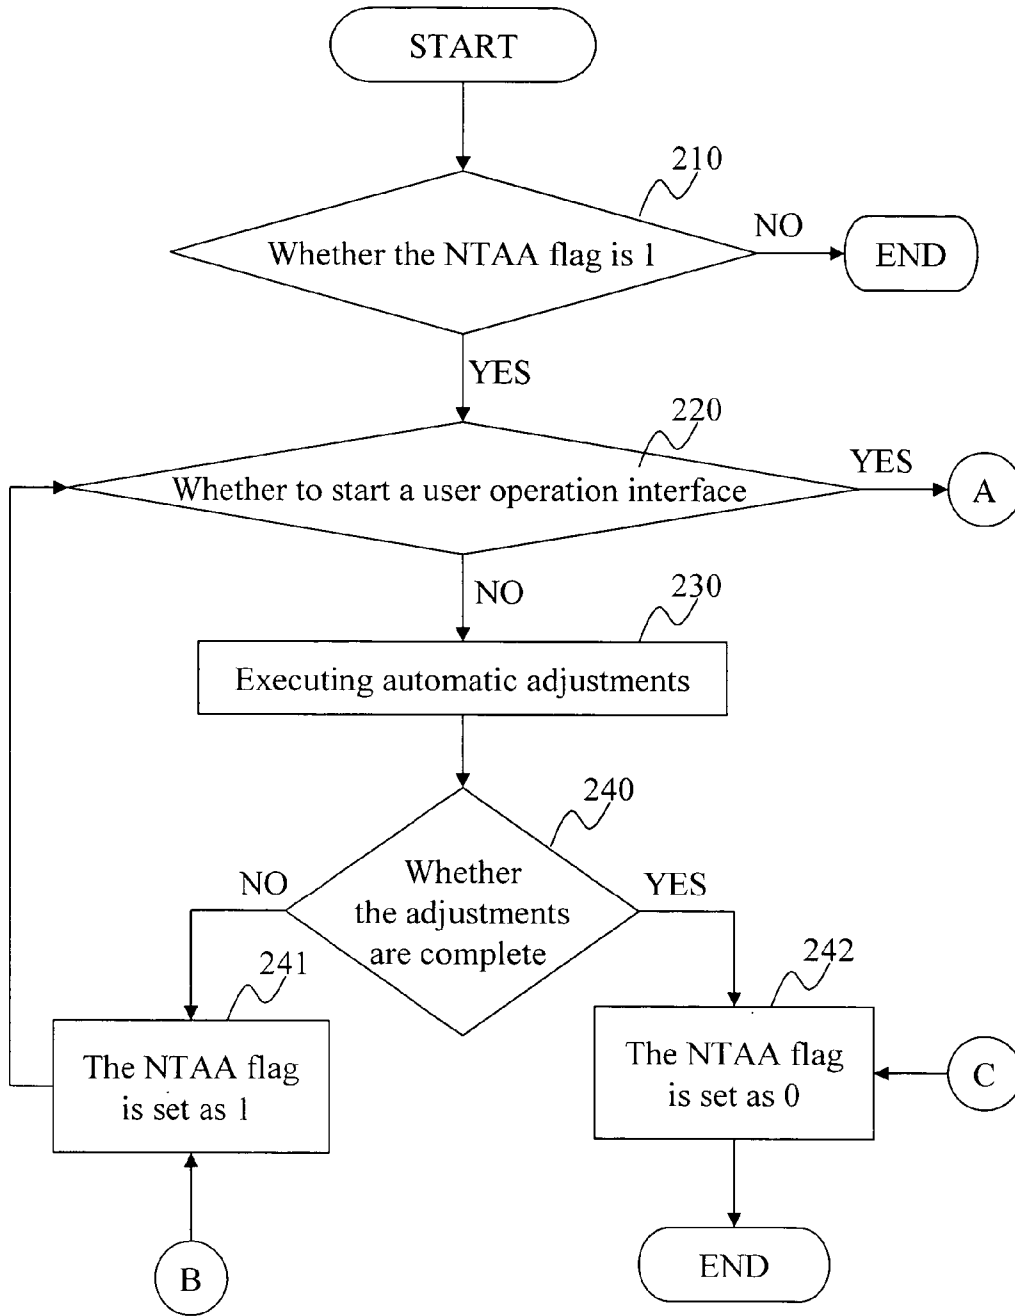 START
210
Whether the NTAA flag is 1
NO
END
YES
220
Whether to start a user operation interface
YES
A
NO
230
Executing automatic adjustments
240
Whether
the adjustments
are complete
NO
YES
241
242
The NTAA flag
is set as 1
The NTAA flag
is set as 0
C
B
END